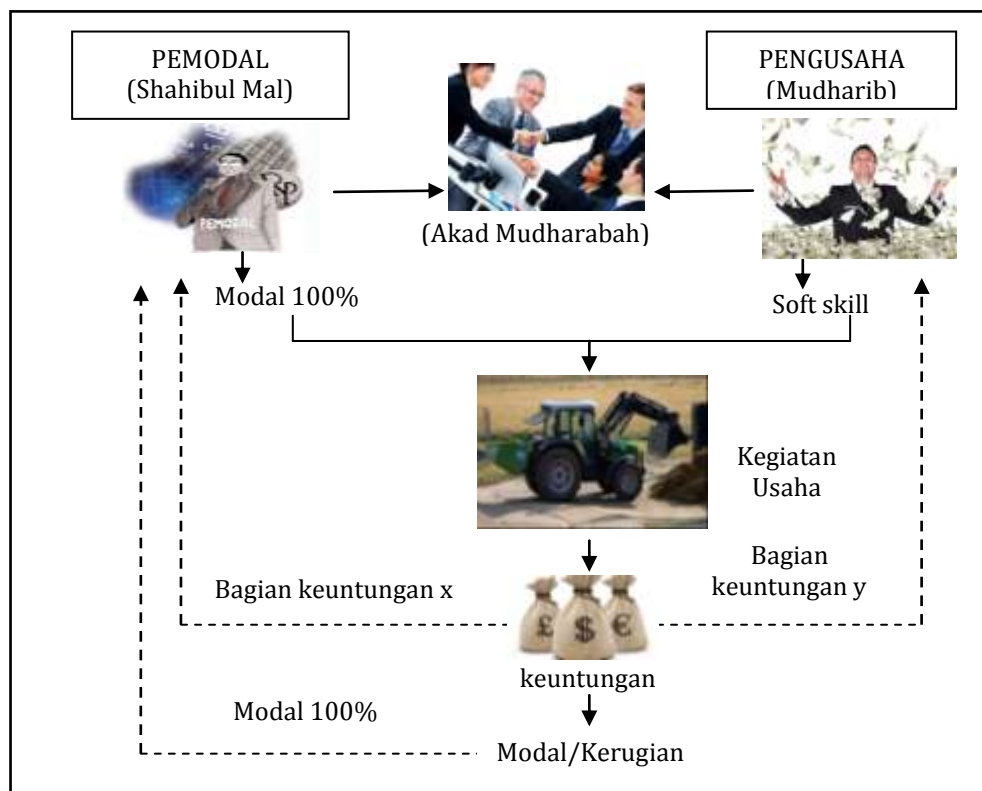 PEMODAL
(Shahibul Mal)
PENGUSAHA
(Mudharib)
PEMODAL
(Akad Mudharabah)
Modal 100%
Soft skill
Kegiatan
Usaha
Bagian keuntungan x
Bagian
keuntungan y
£
$
€
keuntungan
Modal 100%
Modal/Kerugian